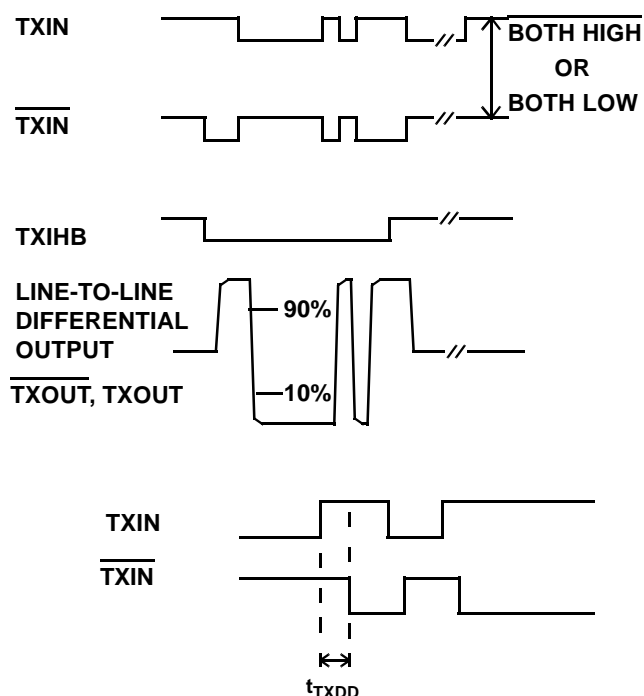 TXIN
BOTH HIGH
OR
BOTH LOW
TXIN
TXIHB
LINE-TO-LINE
DIFFERENTIAL
OUTPUT
TXOUT, TXOUT
90%
10%
TXIN
TXIN
tTXDD